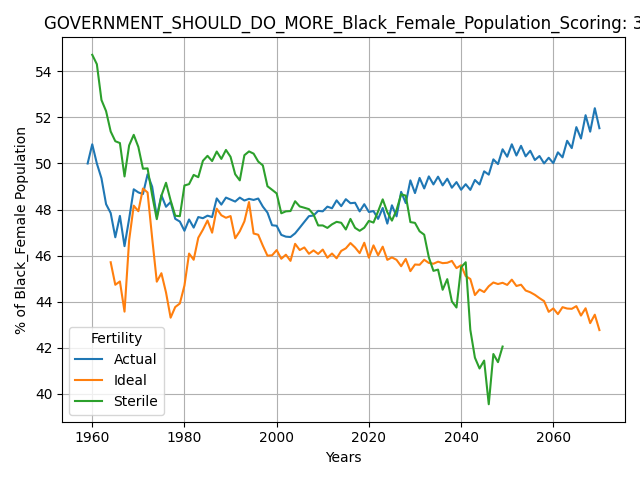 GOVERNMENT_SHOULD_DO_MORE_Black_Female_Population_Scoring: 3
% of Black_Female Population
54
52
50
48
46
44
42
40
Fertility
Actual
Ideal
Sterile
1960 1980 2000 2020 2040 2060
Years